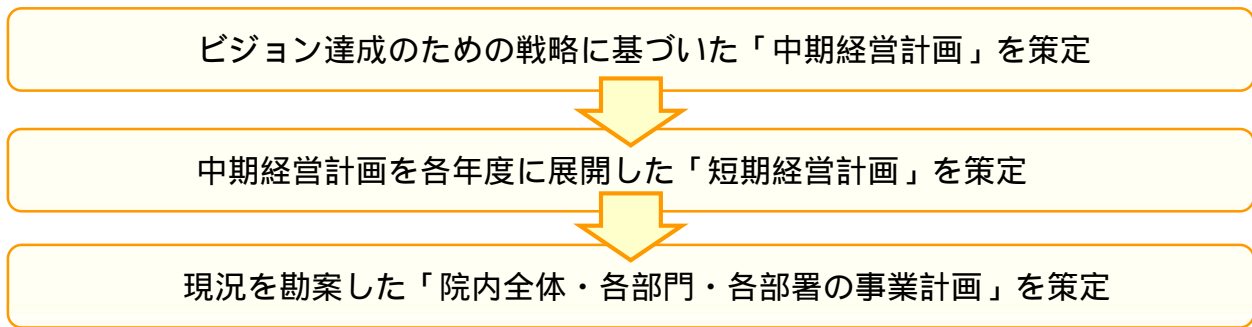 ビジョン達成のための戦略に基づいた「中期経営計画」を策定
中期経営計画を各年度に展開した「短期経営計画」を策定
現況を勘案した「院内全体・各部門・各部署の事業計画」を策定